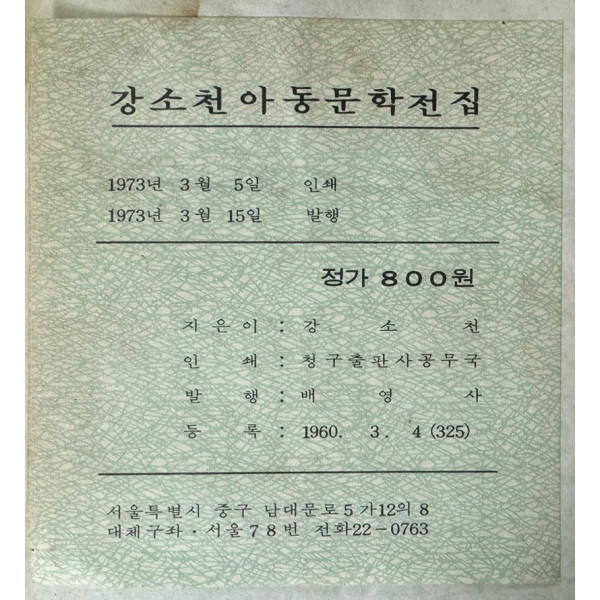 강소천아동문학전집
1973년 3월 5일 인쇄
1973년 3월 15일 발행
정가 800원
지은이 : 강소천
인쇄 : 청구출판사공무국
발행 : 배영사
등록 : 1960. 3. 4 (325)
서울특별시 중구 남대문로5가12의 8
대체구좌·서울78번 전화22-0763